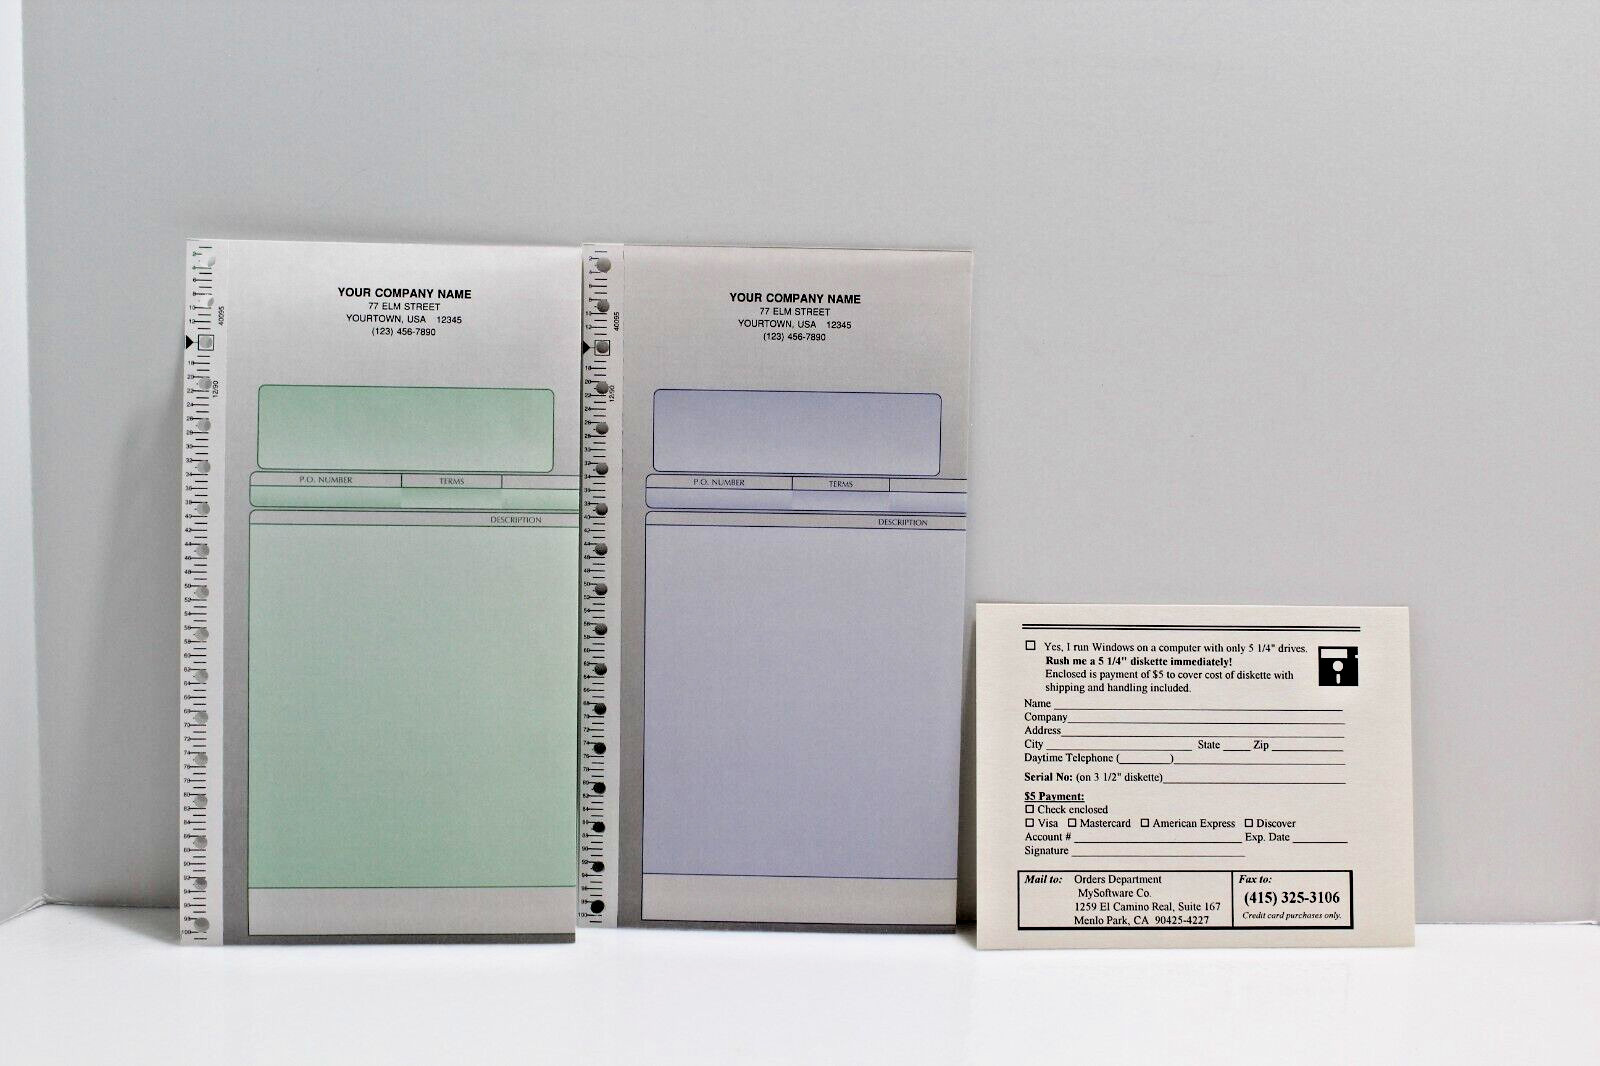 YOUR COMPANY NAME
77 ELM STREET
YOURTOWN, USA 12345
(123) 456-7890
40095
12/90
P.O. NUMBER TERMS
DESCRIPTION
YOUR COMPANY NAME
77 ELM STREET
YOURTOWN, USA 12345
(123) 456-7890
40095
12/90
P.O. NUMBER TERMS
DESCRIPTION
Yes, I run Windows on a computer with only 5 1/4" drives.
Rush me a 5 1/4" diskette immediately!
Enclosed is payment of $5 to cover cost of diskette with
shipping and handling included.
Name
Company
Address
City State Zip
Daytime Telephone ( )
Serial No: (on 3 1/2" diskette)
$5 Payment:
Check enclosed
Visa Mastercard American Express Discover
Account # Exp. Date
Signature
Mail to: Orders Department
MySoftware Co.
1259 El Camino Real, Suite 167
Menlo Park, CA 90425-4227
Fax to:
(415) 325-3106
Credit card purchases only.